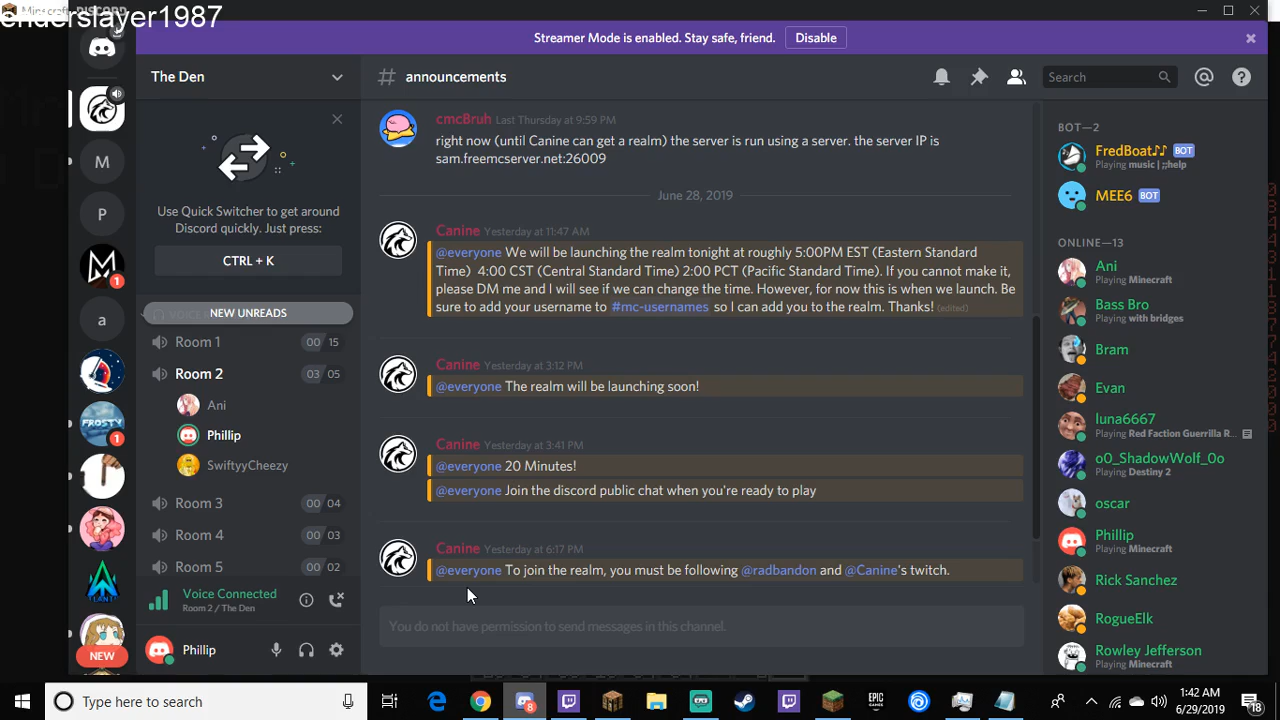 enderslayer1987
Minecraft
DISCORD
Streamer Mode is enabled. Stay safe, friend.
Disable
The Den
# announcements
Search
Use Quick Switcher to get around
Discord quickly. Just press:
CTRL + K
NEW UNREADS
Room 1
00 15
Room 2
03 05
Ani
Phillip
SwiftyyCheezy
Room 3
00 04
Room 4
00 03
Room 5
00 02
Voice Connected
Room 2 / The Den
Phillip
M
P
1
a
FROSTY
1
NEW
cmcBruh Last Thursday at 9:59 PM
right now (until Canine can get a realm) the server is run using a server. the server IP is
sam.freemcserver.net:26009
June 28, 2019
Canine Yesterday at 11:47 AM
@everyone We will be launching the realm tonight at roughly 5:00PM EST (Eastern Standard
Time) 4:00 CST (Central Standard Time) 2:00 PCT (Pacific Standard Time). If you cannot make it,
please DM me and I will see if we can change the time. However, for now this is when we launch. Be
sure to add your username to #mc-usernames so I can add you to the realm. Thanks! (edited)
Canine Yesterday at 3:12 PM
@everyone The realm will be launching soon!
Canine Yesterday at 3:41 PM
@everyone 20 Minutes!
@everyone Join the discord public chat when you're ready to play
Canine Yesterday at 6:17 PM
@everyone To join the realm, you must be following @radbandon and @Canine's twitch.
You do not have permission to send messages in this channel.
BOT—2
FredBoat♪♪ BOT
Playing music | ;;help
MEE6 BOT
ONLINE—13
Ani
Playing Minecraft
Bass Bro
Playing with bridges
Bram
Evan
luna6667
Playing Red Faction Guerrilla R...
o0_ShadowWolf_0o
Playing Destiny 2
oscar
Phillip
Playing Minecraft
Rick Sanchez
RogueElk
Rowley Jefferson
Playing Minecraft
Type here to search
8
EPIC
GAMES
1:42 AM
6/29/2019
18